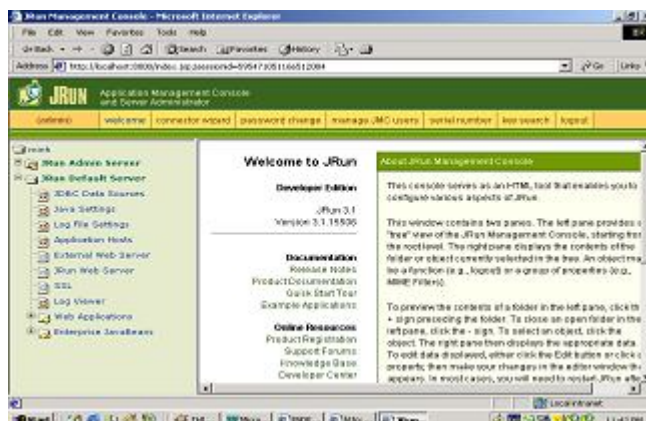 JRun Management Console - Microsoft Internet Explorer
File Edit View Favorites Tools Help
Back Search Favorites History
Address Go Links
JRUN Application Management Console
and Server Administrator
(admin) welcome connector wizard password change manage JMC users serial number key search logout
JRun Admin Server
JRun Default Server
JDBC Data Sources
Java Settings
Log File Settings
Application Hosts
External Web Server
JRun Web Server
SSL
Log Viewer
Web Applications
Enterprise JavaBeans
Welcome to JRun
Developer Edition
JRun 3.1
Version 3.1.15506
Documentation
Release Notes
Product Documentation
Quick Start Tour
Example Applications
Online Resources
Product Registration
Support Forums
Knowledge Base
Developer Center
About JRun Management Console
This console serves as an HTML tool that enables you to
configure various aspects of JRun.
This window contains two panes. The left pane provides a
"tree" view of the JRun Management Console, starting from
the root level. The right pane displays the contents of the
folder or object currently selected in the tree. An object may
be a function (e.g., logout) or a group of properties (e.g.,
MIME Filters).
To preview the contents of a folder in the left pane, click the
+ sign preceding the folder. To close an open folder in the
left pane, click the - sign. To select an object, click the
object. The right pane then displays the appropriate data.
To edit data displayed, either click the Edit button or click a
property; then make your changes in the editor window that
appears. In most cases, you will need to restart JRun after
Local intranet
Start